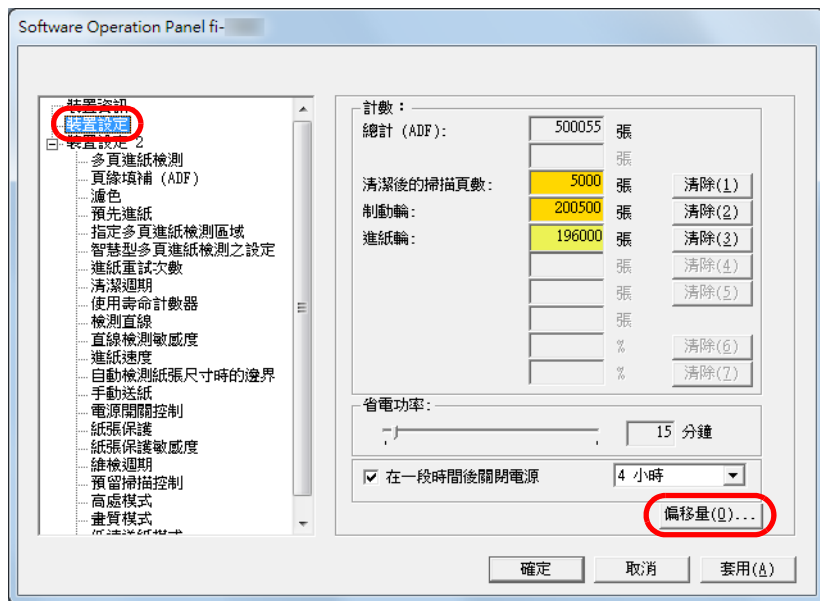 Software Operation Panel fi-
裝置資訊
裝置設定
裝置設定 2
多頁進紙檢測
頁緣填補 (ADF)
濾色
預先進紙
指定多頁進紙檢測區域
智慧型多頁進紙檢測之設定
進紙重試次數
清潔週期
使用壽命計數器
檢測直線
直線檢測敏感度
進紙速度
自動檢測紙張尺寸時的邊界
手動送紙
電源開關控制
紙張保護
紙張保護敏感度
維檢週期
預留掃描控制
高處模式
畫質模式
低速送紙模式
計數：
總計 (ADF): 500055 張
張
清潔後的掃描頁數: 5000 張 清除(1)
制動輪: 200500 張 清除(2)
進紙輪: 196000 張 清除(3)
張 清除(4)
張 清除(5)
張
% 清除(6)
% 清除(7)
省電功率:
15 分鐘
在一段時間後關閉電源 4 小時
偏移量(O)...
確定 取消 套用(A)